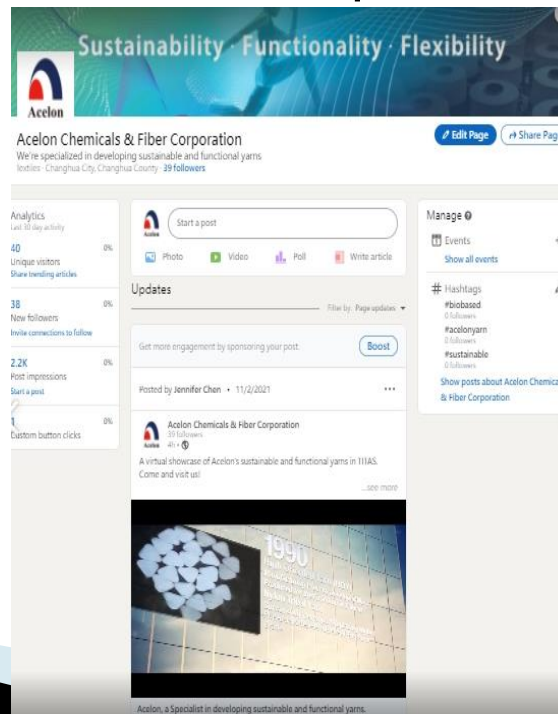 Sustainability · Functionality · Flexibility
Acelon
Acelon Chemicals & Fiber Corporation
We're specialized in developing sustainable and functional yarns
Textiles · Changhua City, Changhua County · 39 followers
Edit Page
Share Pag
Analytics
Last 30 day activity
40
0%
Unique visitors
Share trending articles
38
0%
New followers
Invite connections to follow
2.2K
0%
Post impressions
Start a post
1
0%
Custom button clicks
Acelon
Start a post
Photo
Video
Poll
Write article
Updates
Filter by: Page updates
Get more engagement by sponsoring your post.
Boost
Posted by Jennifer Chen • 11/2/2021
Acelon Chemicals & Fiber Corporation
39 followers
Acelon
4h •
A virtual showcase of Acelon's sustainable and functional yarns in
Come and visit us!
...see more
1990
Acelon, a Specialist in developing sustainable and functional yarns.
Manage
Events
Show all events
# Hashtags
#biobased
0 followers
#acelonyarn
0 followers
#sustainable
0 followers
Show posts about Acelon Chemica
& Fiber Corporation